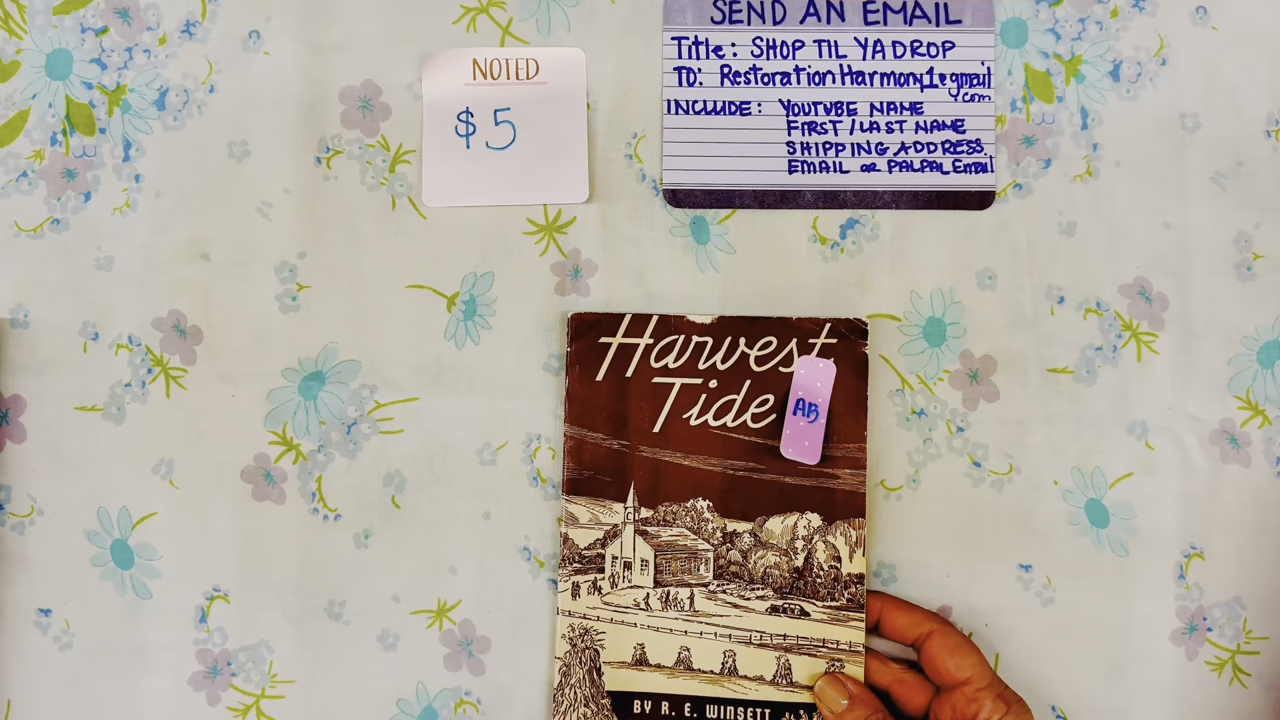 NOTED
$5
SEND AN EMAIL
Title: SHOP TIL YA DROP
TO: RestorationHarmony1@gmail
.com
INCLUDE: YOUTUBE NAME
FIRST/LAST NAME
SHIPPING ADDRESS.
EMAIL OR PALPAL Email
Harvest
Tide
AB
BY R. E. WINSETT